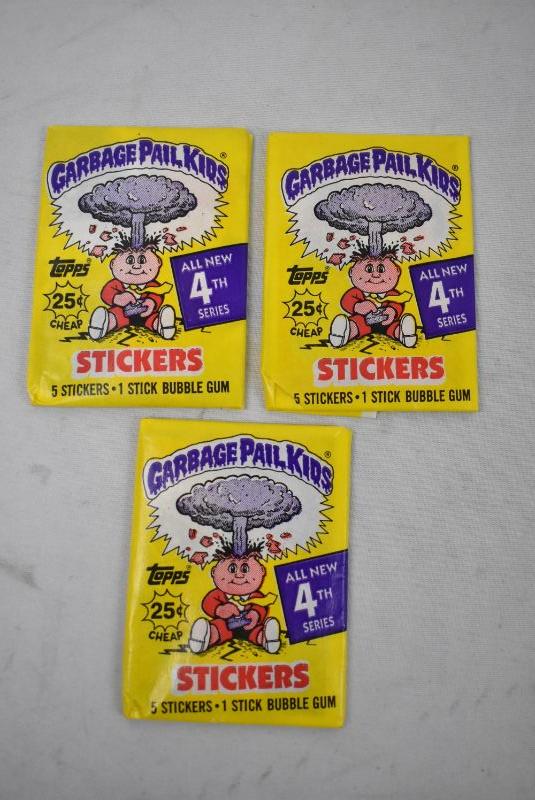 GARBAGE PAIL KIDS®
topps®
25¢
CHEAP
ALL NEW
4TH
SERIES
STICKERS
5 STICKERS • 1 STICK BUBBLE GUM
GARBAGE PAIL KIDS®
topps®
25¢
CHEAP
ALL NEW
4TH
SERIES
STICKERS
5 STICKERS • 1 STICK BUBBLE GUM
GARBAGE PAIL KIDS®
topps®
25¢
CHEAP
ALL NEW
4TH
SERIES
STICKERS
5 STICKERS • 1 STICK BUBBLE GUM